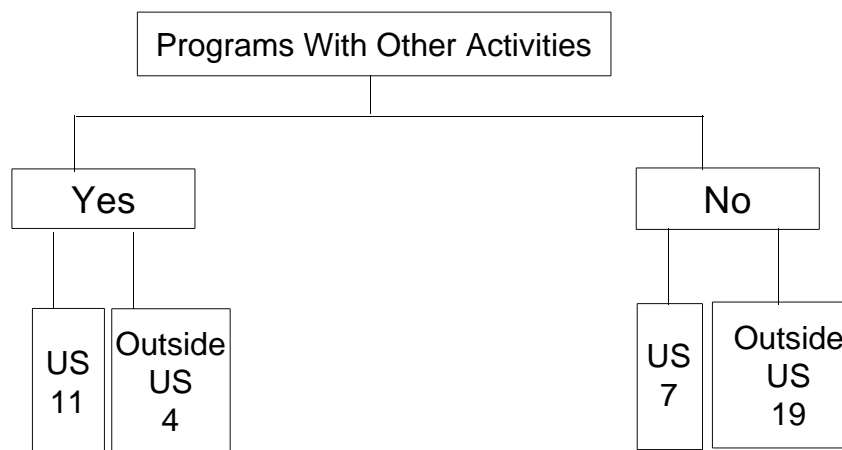 Programs With Other Activities
Yes
No
US
11
Outside
US
4
US
7
Outside
US
19